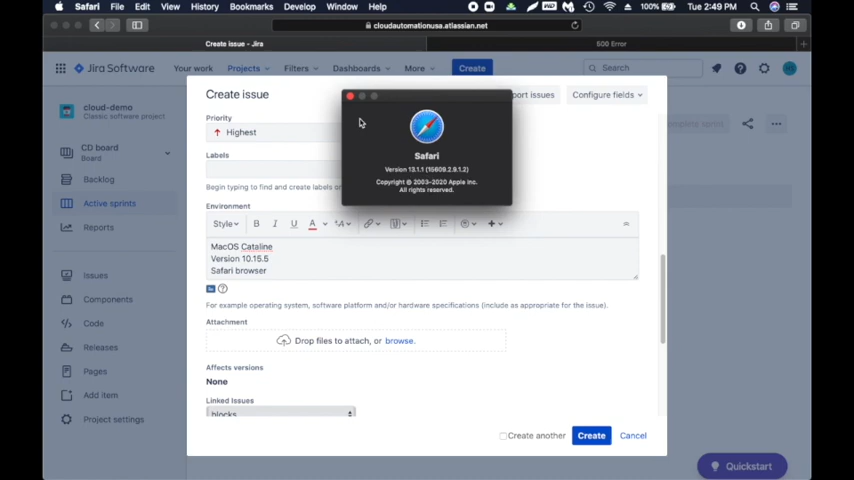 Safari File Edit View History Bookmarks Develop Window Help
100% Tue 2:49 PM
cloudautomationusa.atlassian.net
Create issue - Jira
500 Error
Jira Software Your work Projects Filters Dashboards More Create Search
cloud-demo
Classic software project
CD board
Board
Backlog
Active sprints
Reports
Issues
Components
Code
Releases
Pages
Add item
Project settings
Create issue
port issues
Configure fields
Priority
Highest
Labels
Begin typing to find and create labels or
Environment
Style B I U A
MacOS Cataline
Version 10.15.5
Safari browser
For example operating system, software platform and/or hardware specifications (include as appropriate for the issue).
Attachment
Drop files to attach, or browse.
Affects versions
None
Linked Issues
blocks
Create another Create Cancel
Safari
Version 13.1.1 (15609.2.9.1.2)
Copyright © 2003-2020 Apple Inc.
All rights reserved.
Quickstart